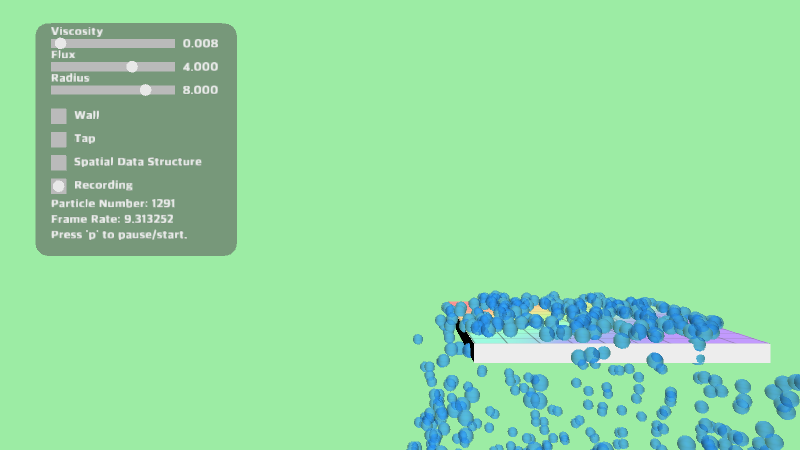 Viscosity
0.008
Flux
4.000
Radius
8.000
Wall
Tap
Spatial Data Structure
Recording
Particle Number: 1291
Frame Rate: 9.313252
Press 'p' to pause/start.